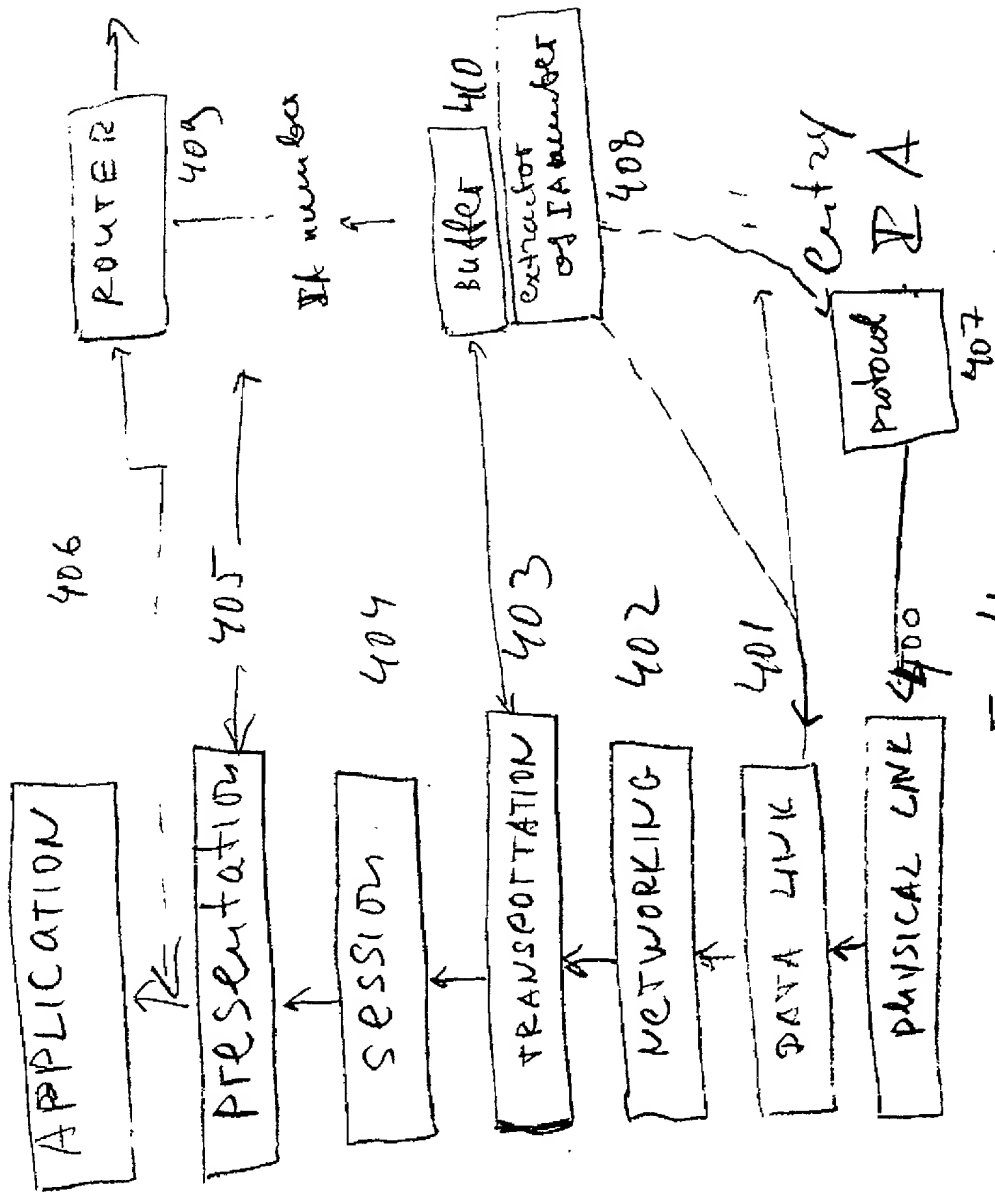 APPLICATION
406
presentation
405
session
404
TRANSPOTTATION
403
NETWORKING
402
DATA LINK
401
PHYSICAL LINK
400
ROUTER
409
IA number
Buffer
410
extractor
of IA number
408
Entry
IA
protocol
407